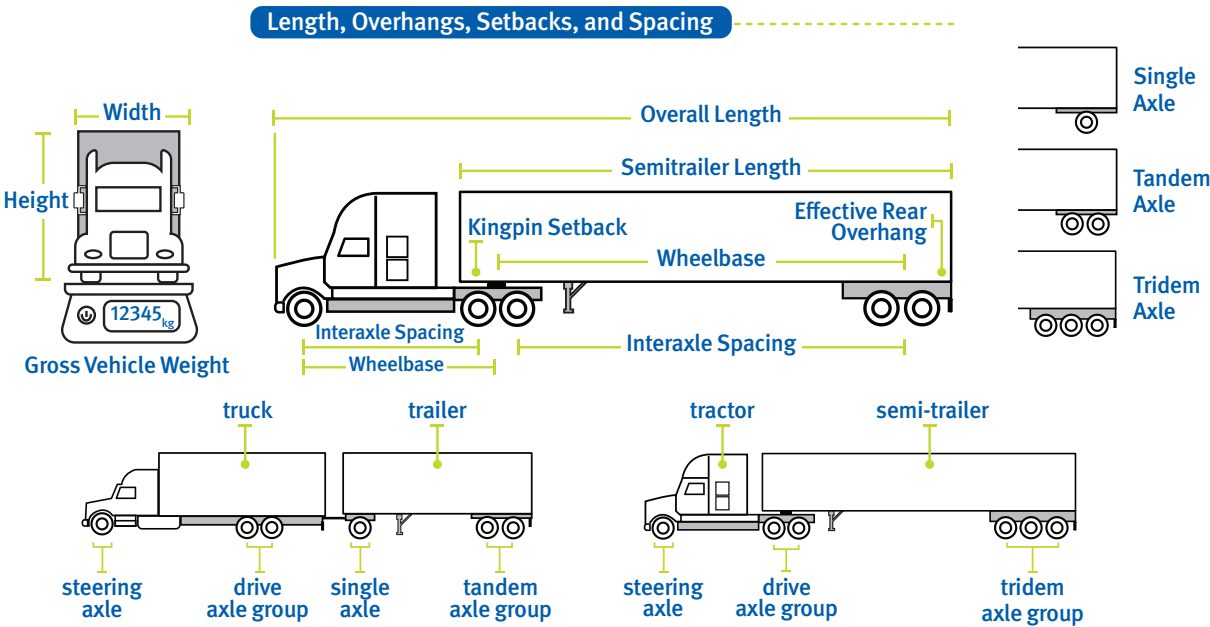 Length, Overhangs, Setbacks, and Spacing
Width
Height
12345kg
Gross Vehicle Weight
Overall Length
Semitrailer Length
Kingpin Setback
Effective Rear
Overhang
Wheelbase
Interaxle Spacing
Wheelbase
Interaxle Spacing
Single
Axle
Tandem
Axle
Tridem
Axle
truck
trailer
steering
axle
drive
axle group
single
axle
tandem
axle group
tractor
semi-trailer
steering
axle
drive
axle group
tridem
axle group